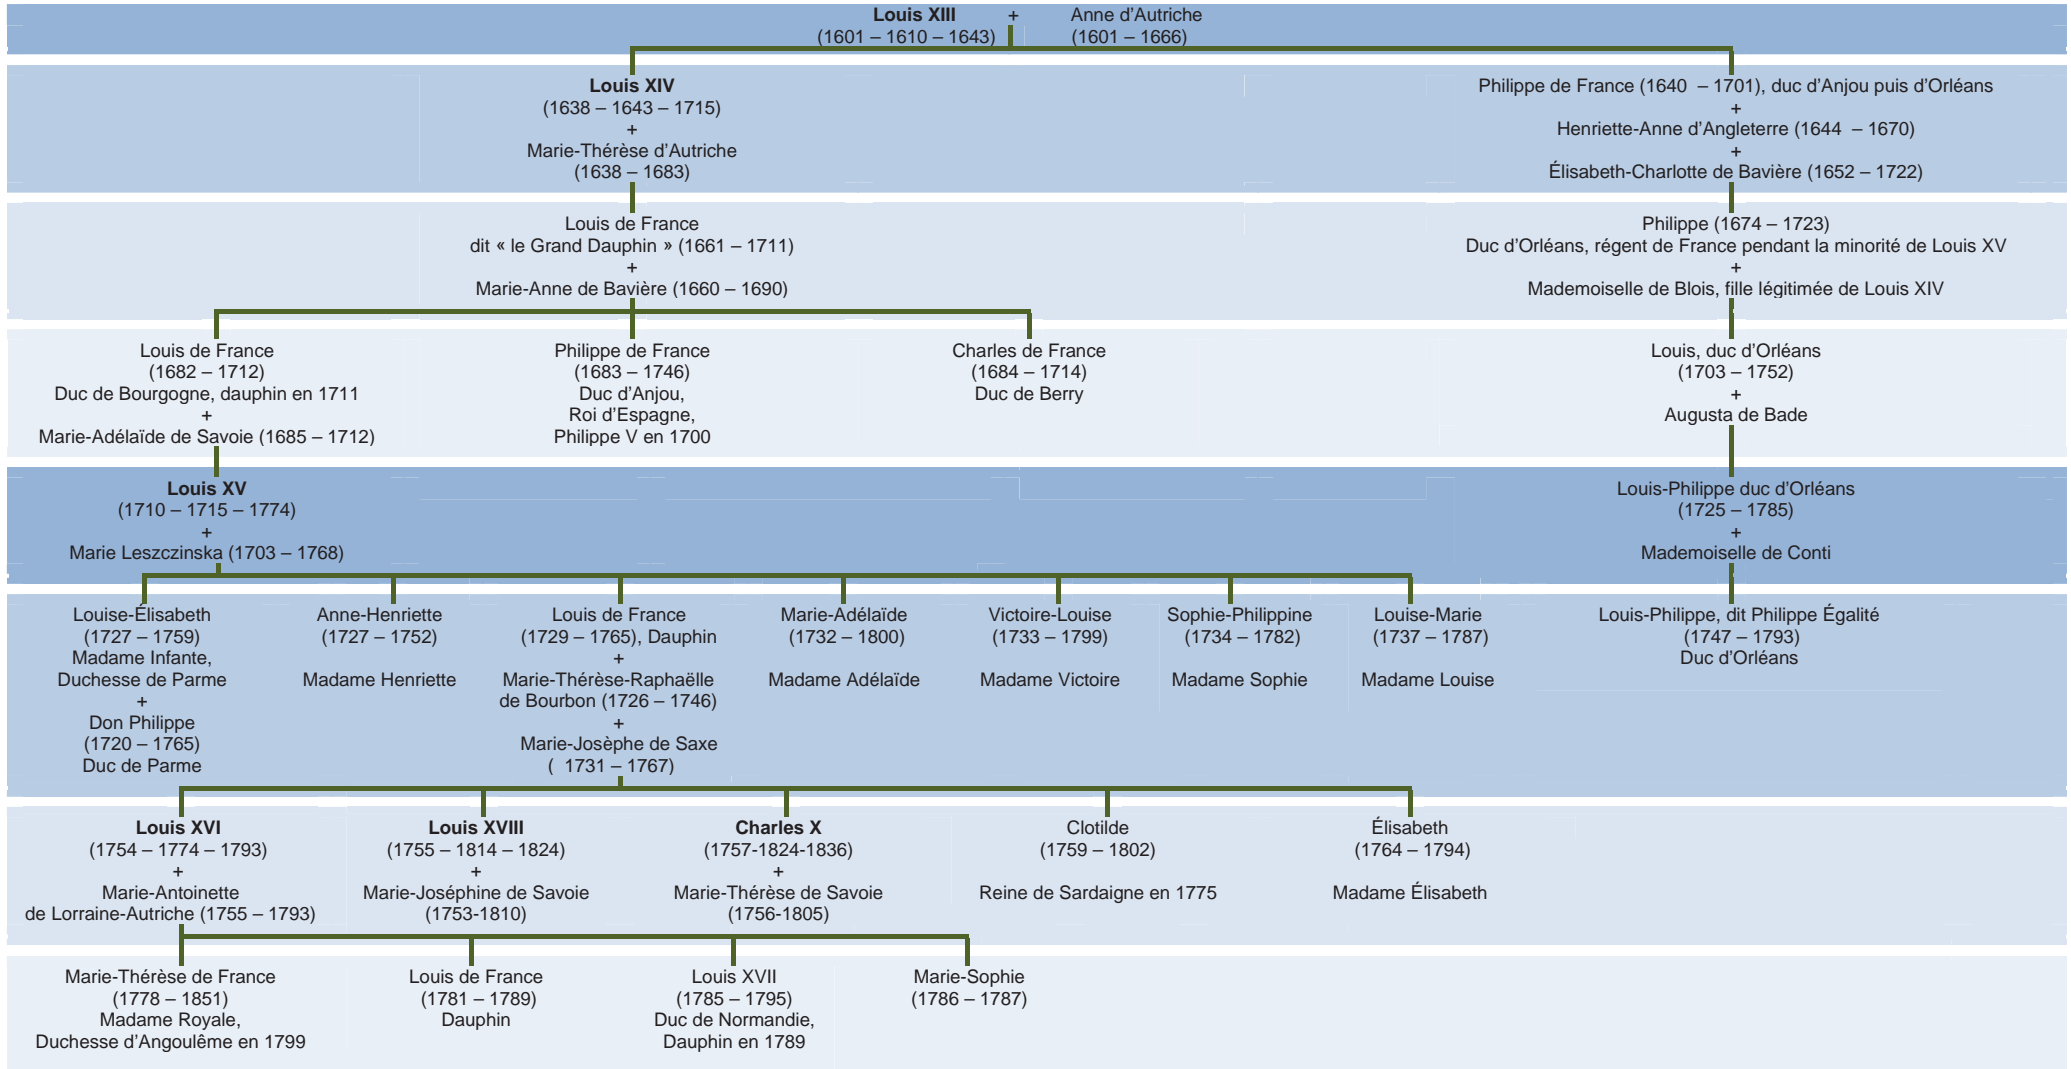 Louis XIII + Anne d'Autriche
(1601 – 1610 – 1643) (1601 – 1666)
Louis XIV
(1638 – 1643 – 1715)
+
Marie-Thérèse d'Autriche
(1638 – 1683)
Philippe de France (1640 – 1701), duc d'Anjou puis d'Orléans
+
Henriette-Anne d'Angleterre (1644 – 1670)
+
Élisabeth-Charlotte de Bavière (1652 – 1722)
Louis de France
dit « le Grand Dauphin » (1661 – 1711)
+
Marie-Anne de Bavière (1660 – 1690)
Philippe (1674 – 1723)
Duc d'Orléans, régent de France pendant la minorité de Louis XV
+
Mademoiselle de Blois, fille légitimée de Louis XIV
Louis de France
(1682 – 1712)
Duc de Bourgogne, dauphin en 1711
+
Marie-Adélaïde de Savoie (1685 – 1712)
Philippe de France
(1683 – 1746)
Duc d'Anjou,
Roi d'Espagne,
Philippe V en 1700
Charles de France
(1684 – 1714)
Duc de Berry
Louis, duc d'Orléans
(1703 – 1752)
+
Augusta de Bade
Louis XV
(1710 – 1715 – 1774)
+
Marie Leszczinska (1703 – 1768)
Louis-Philippe duc d'Orléans
(1725 – 1785)
+
Mademoiselle de Conti
Louise-Élisabeth
(1727 – 1759)
Madame Infante,
Duchesse de Parme
+
Don Philippe
(1720 – 1765)
Duc de Parme
Anne-Henriette
(1727 – 1752)
Madame Henriette
Louis de France
(1729 – 1765), Dauphin
+
Marie-Thérèse-Raphaëlle
de Bourbon (1726 – 1746)
+
Marie-Josèphe de Saxe
( 1731 – 1767)
Marie-Adélaïde
(1732 – 1800)
Madame Adélaïde
Victoire-Louise
(1733 – 1799)
Madame Victoire
Sophie-Philippine
(1734 – 1782)
Madame Sophie
Louise-Marie
(1737 – 1787)
Madame Louise
Louis-Philippe, dit Philippe Égalité
(1747 – 1793)
Duc d'Orléans
Louis XVI
(1754 – 1774 – 1793)
+
Marie-Antoinette
de Lorraine-Autriche (1755 – 1793)
Louis XVIII
(1755 – 1814 – 1824)
+
Marie-Joséphine de Savoie
(1753-1810)
Charles X
(1757-1824-1836)
+
Marie-Thérèse de Savoie
(1756-1805)
Clotilde
(1759 – 1802)
Reine de Sardaigne en 1775
Élisabeth
(1764 – 1794)
Madame Élisabeth
Marie-Thérèse de France
(1778 – 1851)
Madame Royale,
Duchesse d'Angoulême en 1799
Louis de France
(1781 – 1789)
Dauphin
Louis XVII
(1785 – 1795)
Duc de Normandie,
Dauphin en 1789
Marie-Sophie
(1786 – 1787)